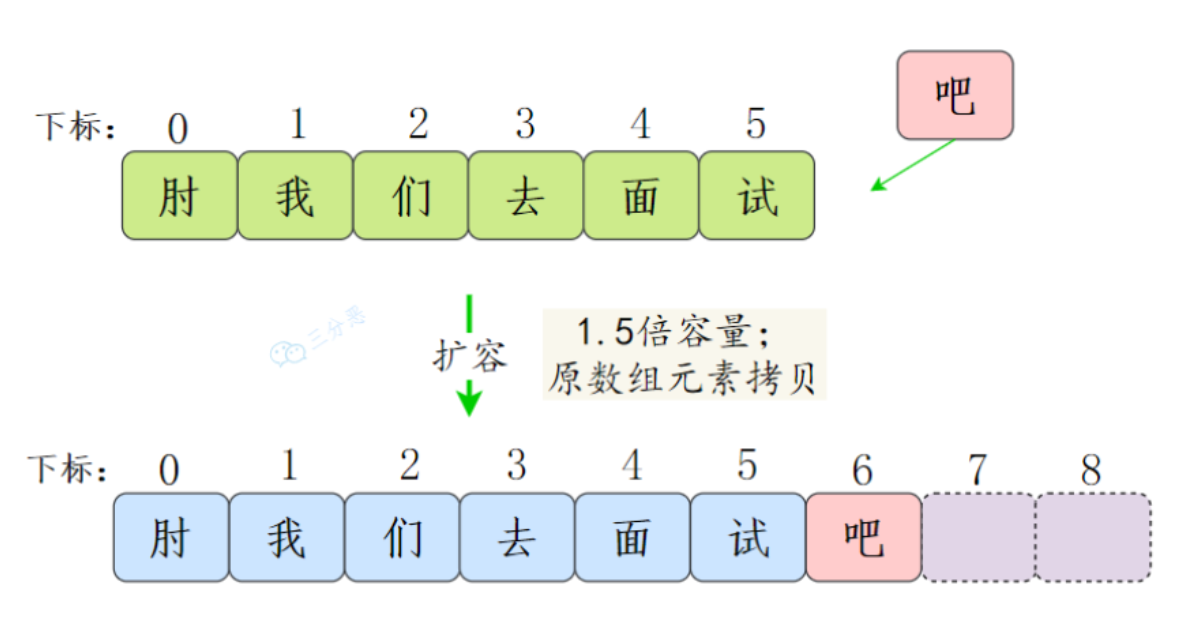 吧
下标： 0 1 2 3 4 5
肘 我 们 去 面 试
三分恶
扩容
1.5倍容量；
原数组元素拷贝
下标： 0 1 2 3 4 5 6 7 8
肘 我 们 去 面 试 吧